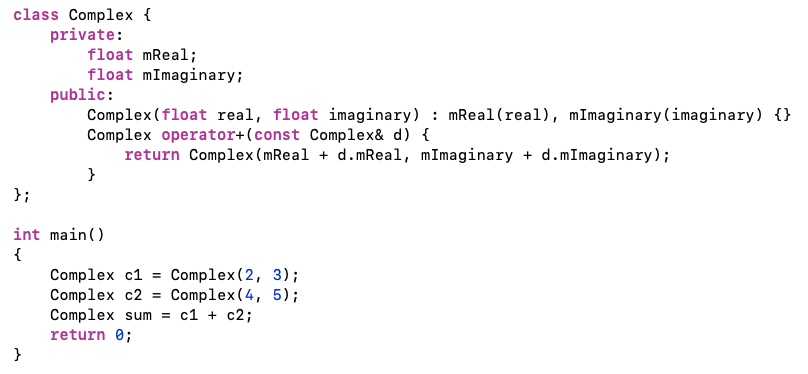 class Complex {
    private:
        float mReal;
        float mImaginary;
    public:
        Complex(float real, float imaginary) : mReal(real), mImaginary(imaginary) {}
        Complex operator+(const Complex& d) {
            return Complex(mReal + d.mReal, mImaginary + d.mImaginary);
        }
};

int main()
{
    Complex c1 = Complex(2, 3);
    Complex c2 = Complex(4, 5);
    Complex sum = c1 + c2;
    return 0;
}